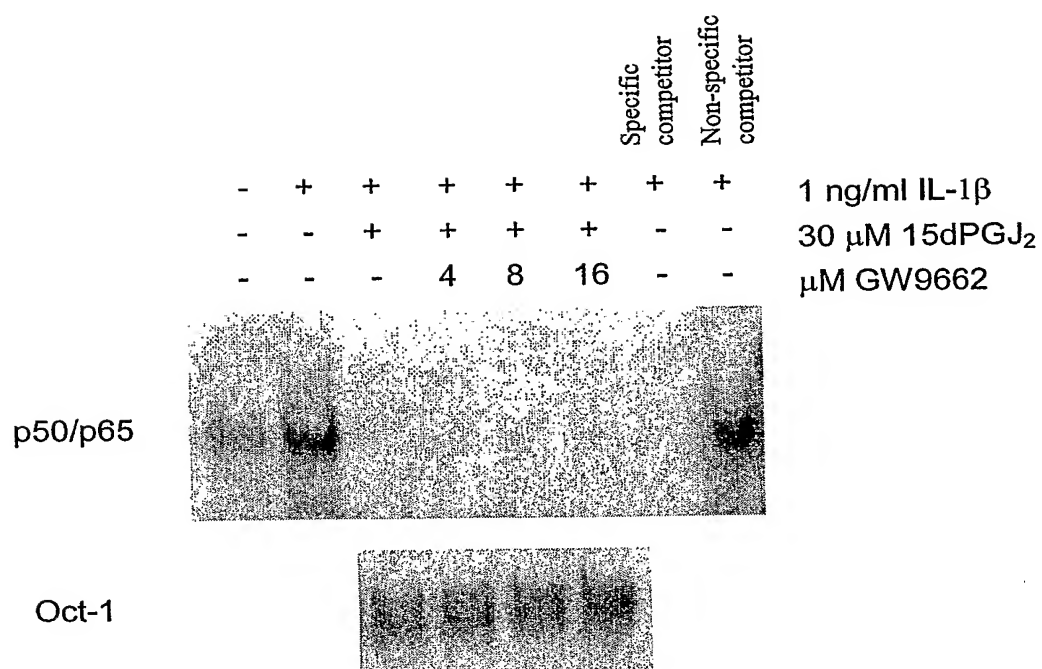 Specific
competitor
Non-specific
competitor
- + + + + + + + 1 ng/ml IL-1β
- - + + + + - - 30 μM 15dPGJ₂
- - - 4 8 16 - - μM GW9662
p50/p65
Oct-1